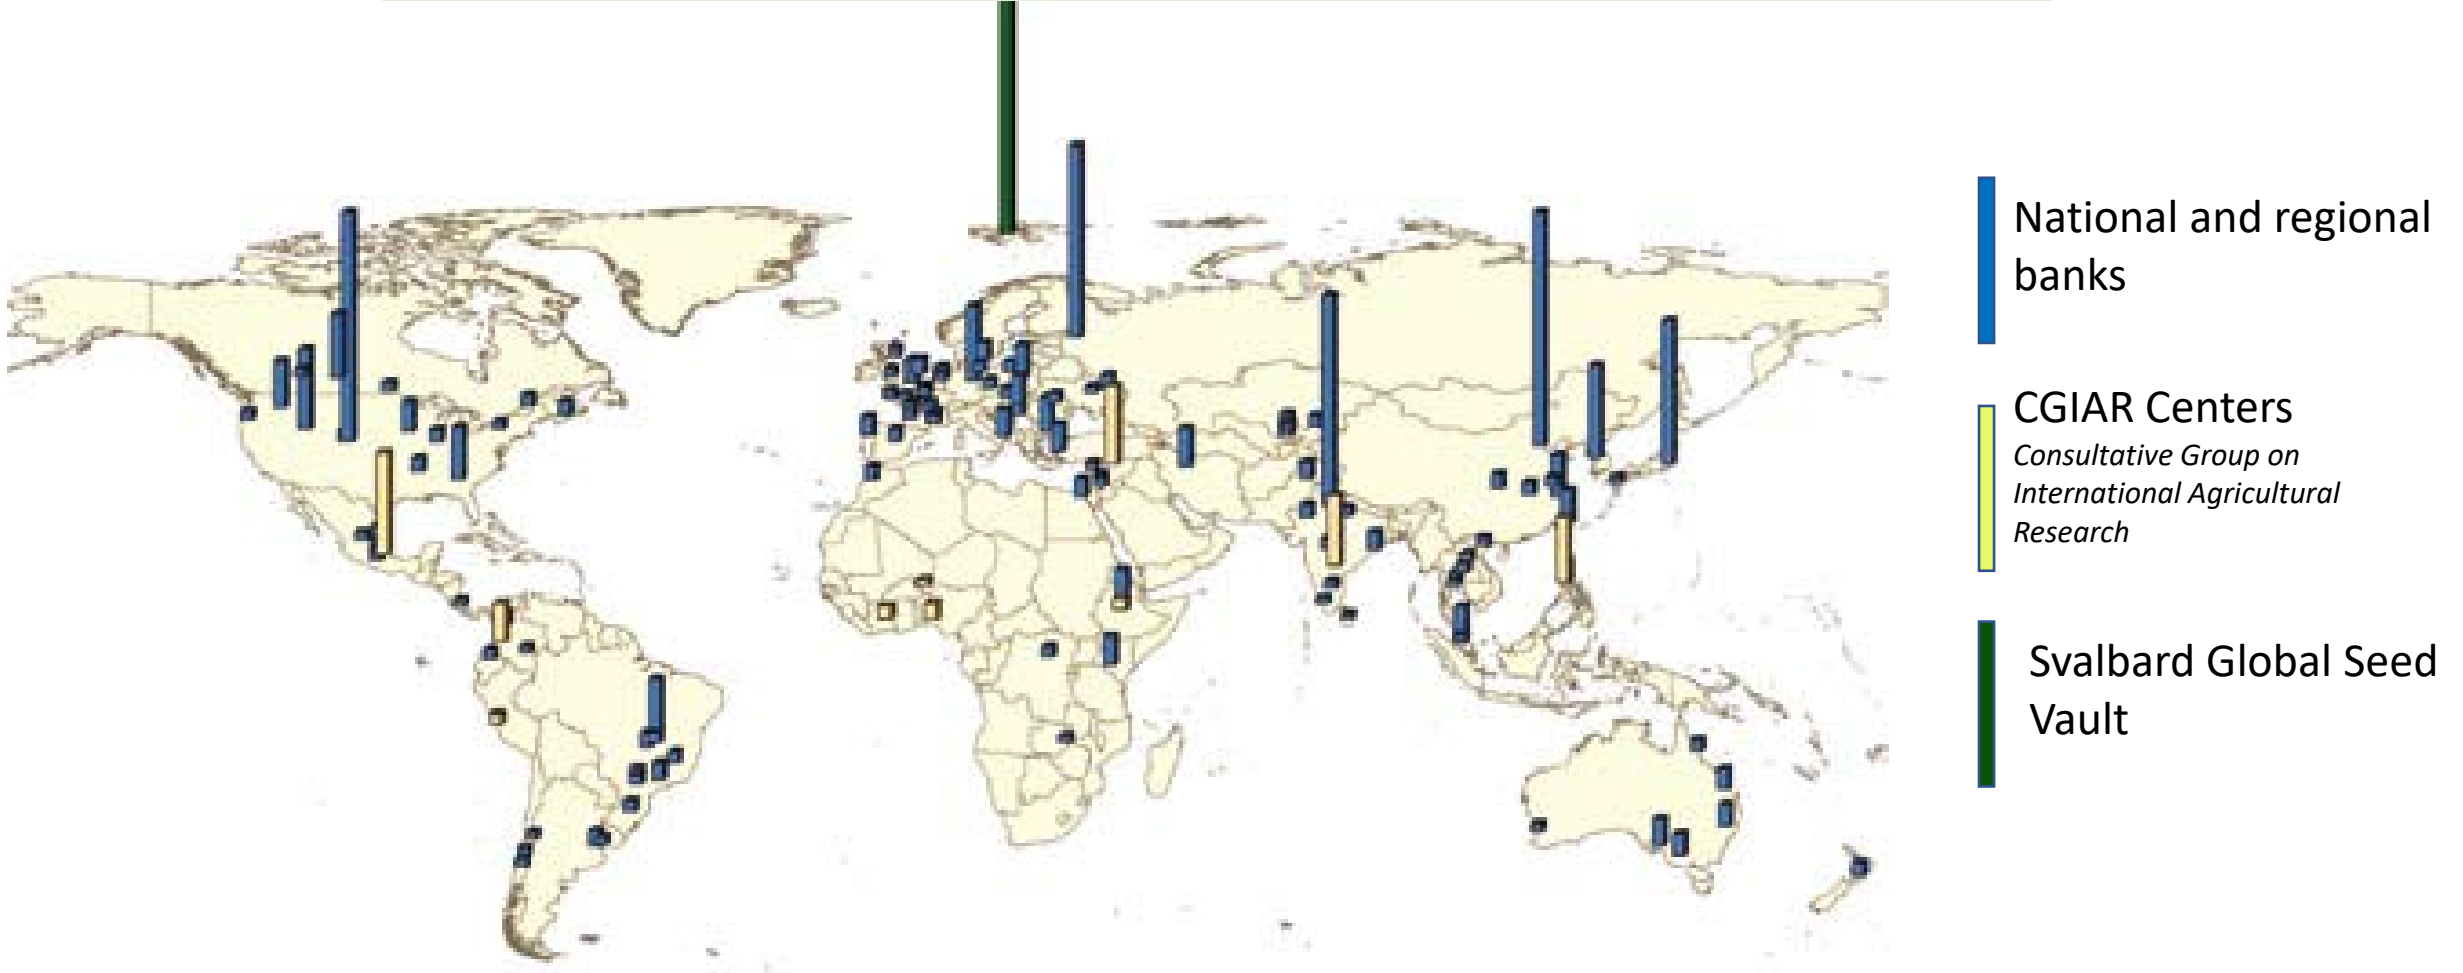 National and regional
banks
CGIAR Centers
Consultative Group on
International Agricultural
Research
Svalbard Global Seed
Vault